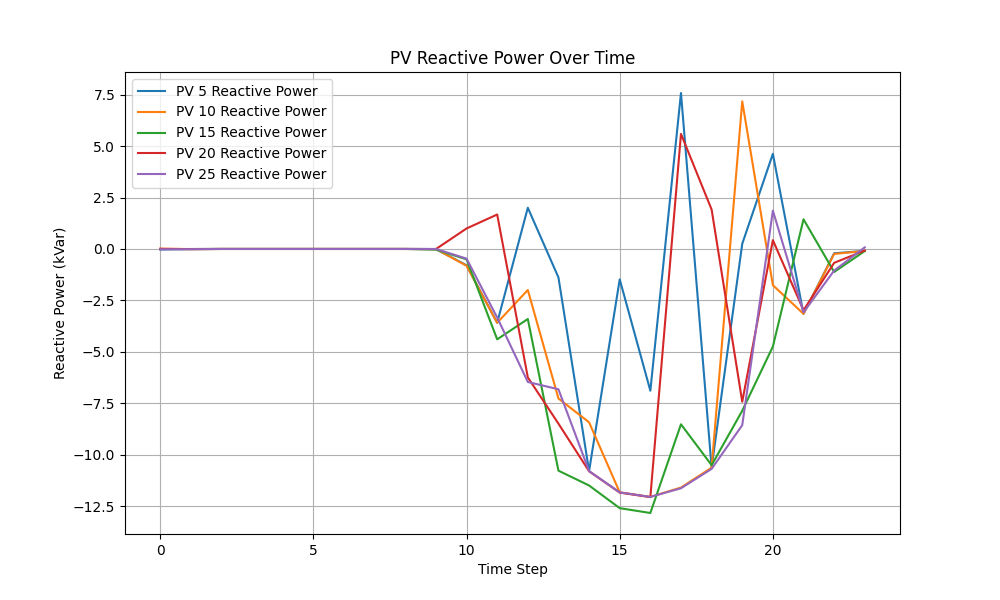 PV Reactive Power Over Time
PV 5 Reactive Power
PV 10 Reactive Power
PV 15 Reactive Power
PV 20 Reactive Power
PV 25 Reactive Power
7.5
5.0
2.5
0.0
−2.5
−5.0
−7.5
−10.0
−12.5
Reactive Power (kVar)
0 5 10 15 20
Time Step